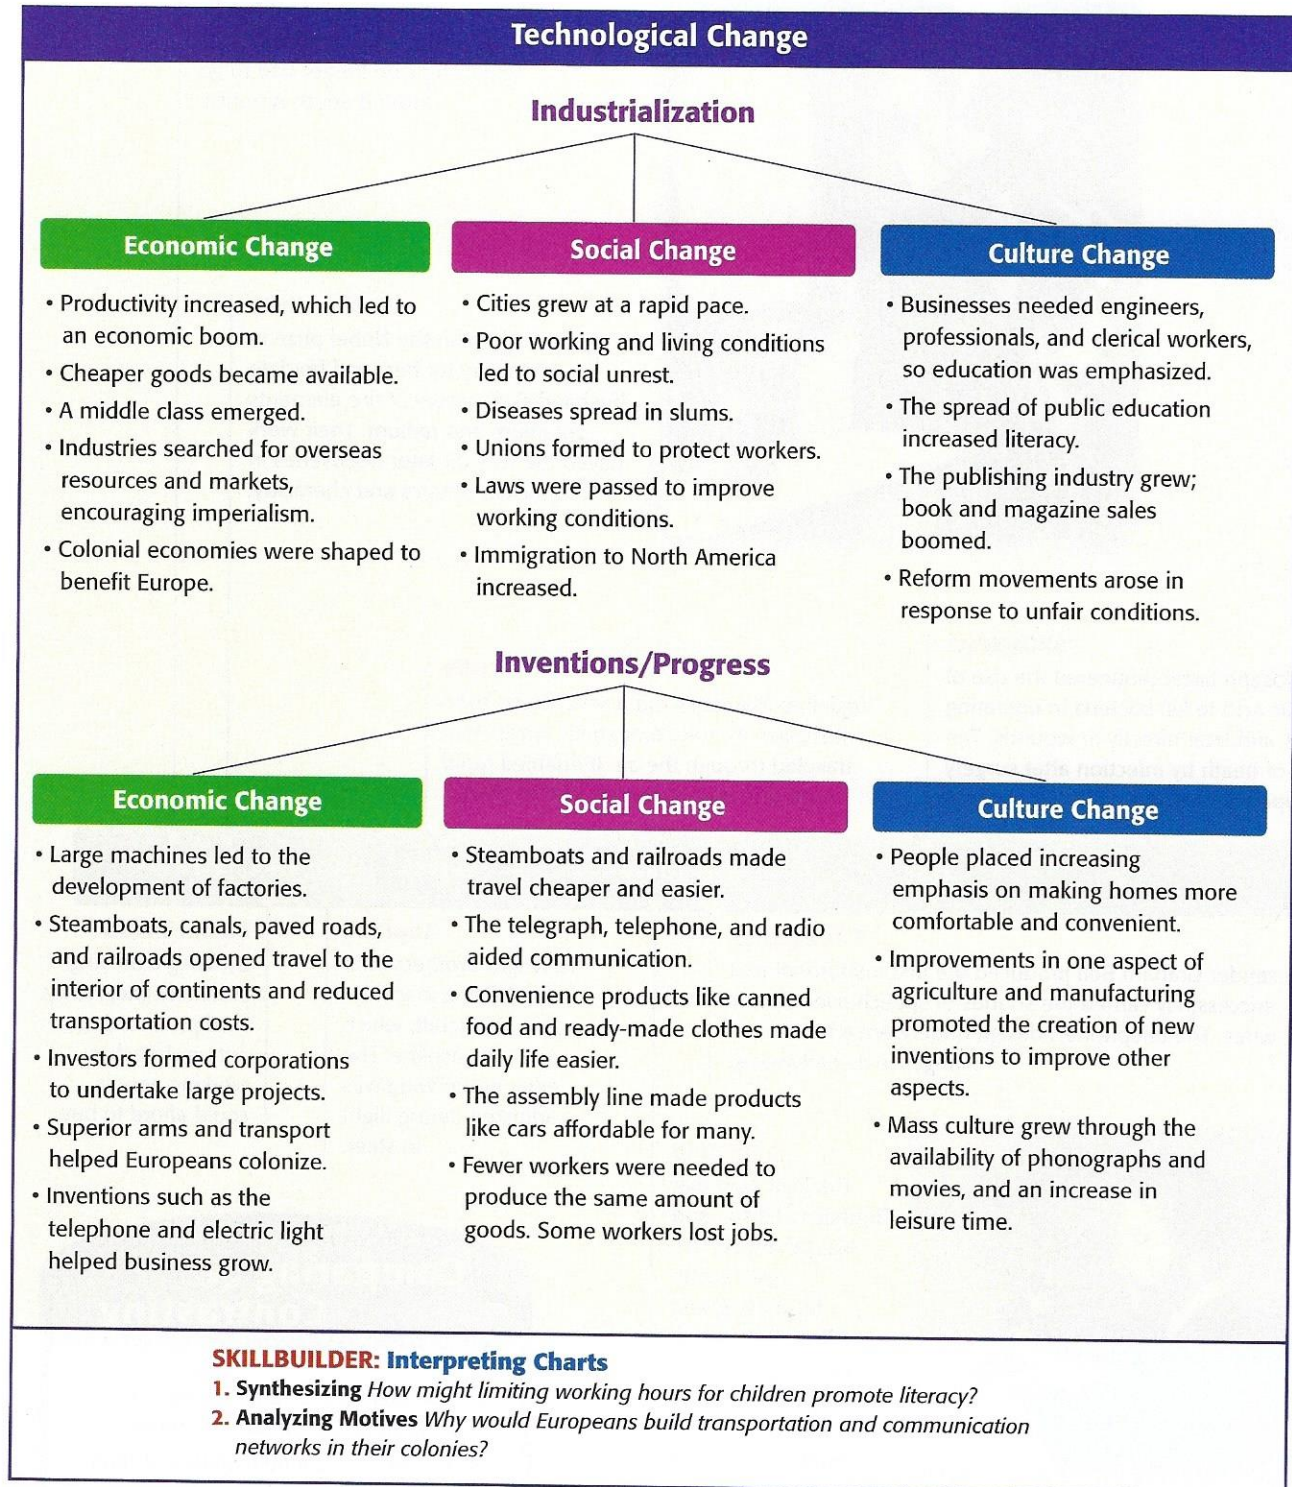 Technological Change
Industrialization
Economic Change
• Productivity increased, which led to
an economic boom.
• Cheaper goods became available.
• A middle class emerged.
• Industries searched for overseas
resources and markets,
encouraging imperialism.
• Colonial economies were shaped to
benefit Europe.
Social Change
• Cities grew at a rapid pace.
• Poor working and living conditions
led to social unrest.
• Diseases spread in slums.
• Unions formed to protect workers.
• Laws were passed to improve
working conditions.
• Immigration to North America
increased.
Culture Change
• Businesses needed engineers,
professionals, and clerical workers,
so education was emphasized.
• The spread of public education
increased literacy.
• The publishing industry grew;
book and magazine sales
boomed.
• Reform movements arose in
response to unfair conditions.
Inventions/Progress
Economic Change
• Large machines led to the
development of factories.
• Steamboats, canals, paved roads,
and railroads opened travel to the
interior of continents and reduced
transportation costs.
• Investors formed corporations
to undertake large projects.
• Superior arms and transport
helped Europeans colonize.
• Inventions such as the
telephone and electric light
helped business grow.
Social Change
• Steamboats and railroads made
travel cheaper and easier.
• The telegraph, telephone, and radio
aided communication.
• Convenience products like canned
food and ready-made clothes made
daily life easier.
• The assembly line made products
like cars affordable for many.
• Fewer workers were needed to
produce the same amount of
goods. Some workers lost jobs.
Culture Change
• People placed increasing
emphasis on making homes more
comfortable and convenient.
• Improvements in one aspect of
agriculture and manufacturing
promoted the creation of new
inventions to improve other
aspects.
• Mass culture grew through the
availability of phonographs and
movies, and an increase in
leisure time.
SKILLBUILDER: Interpreting Charts
1. Synthesizing How might limiting working hours for children promote literacy?
2. Analyzing Motives Why would Europeans build transportation and communication
networks in their colonies?